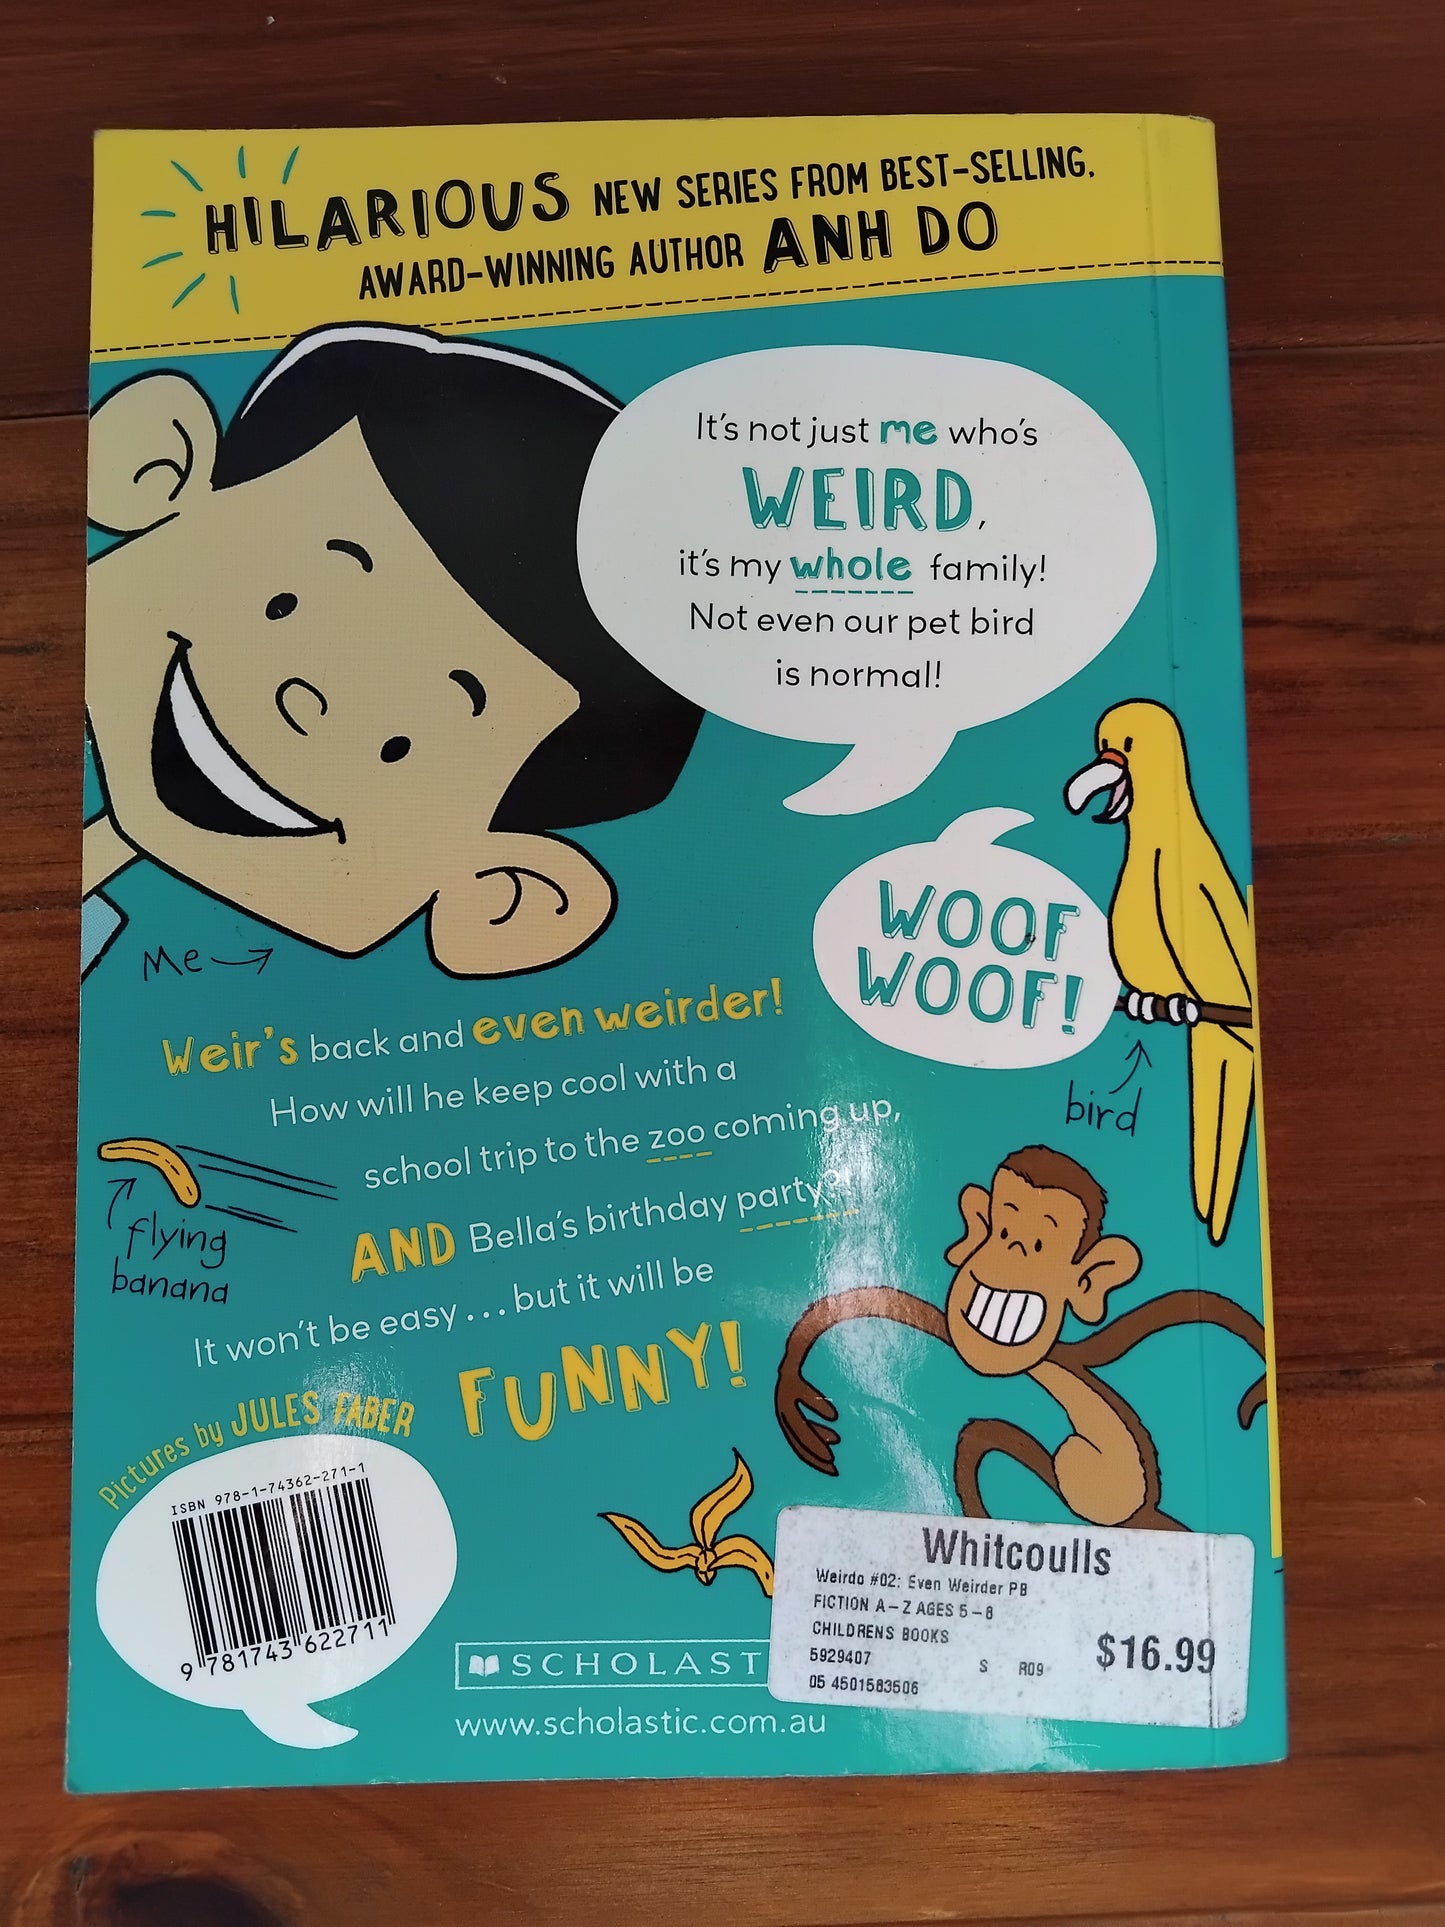 HILARIOUS NEW SERIES FROM BEST-SELLING,
AWARD-WINNING AUTHOR ANH DO
It's not just me who's
WEIRD,
it's my whole family!
Not even our pet bird
is normal!
WOOF
WOOF!
Me
bird
Weir's back and even weirder!
How will he keep cool with a
school trip to the zoo coming up,
AND Bella's birthday party?!
It won't be easy... but it will be
FUNNY!
flying
banana
Pictures by JULES FABER
ISBN 978-1-74362-271-1
9 781743 622711
SCHOLAST
www.scholastic.com.au
Whitcoulls
Weirdo #02: Even Weirder PB
FICTION A-Z AGES 5-8
CHILDRENS BOOKS
5929407 S R09 $16.99
05 4501583506